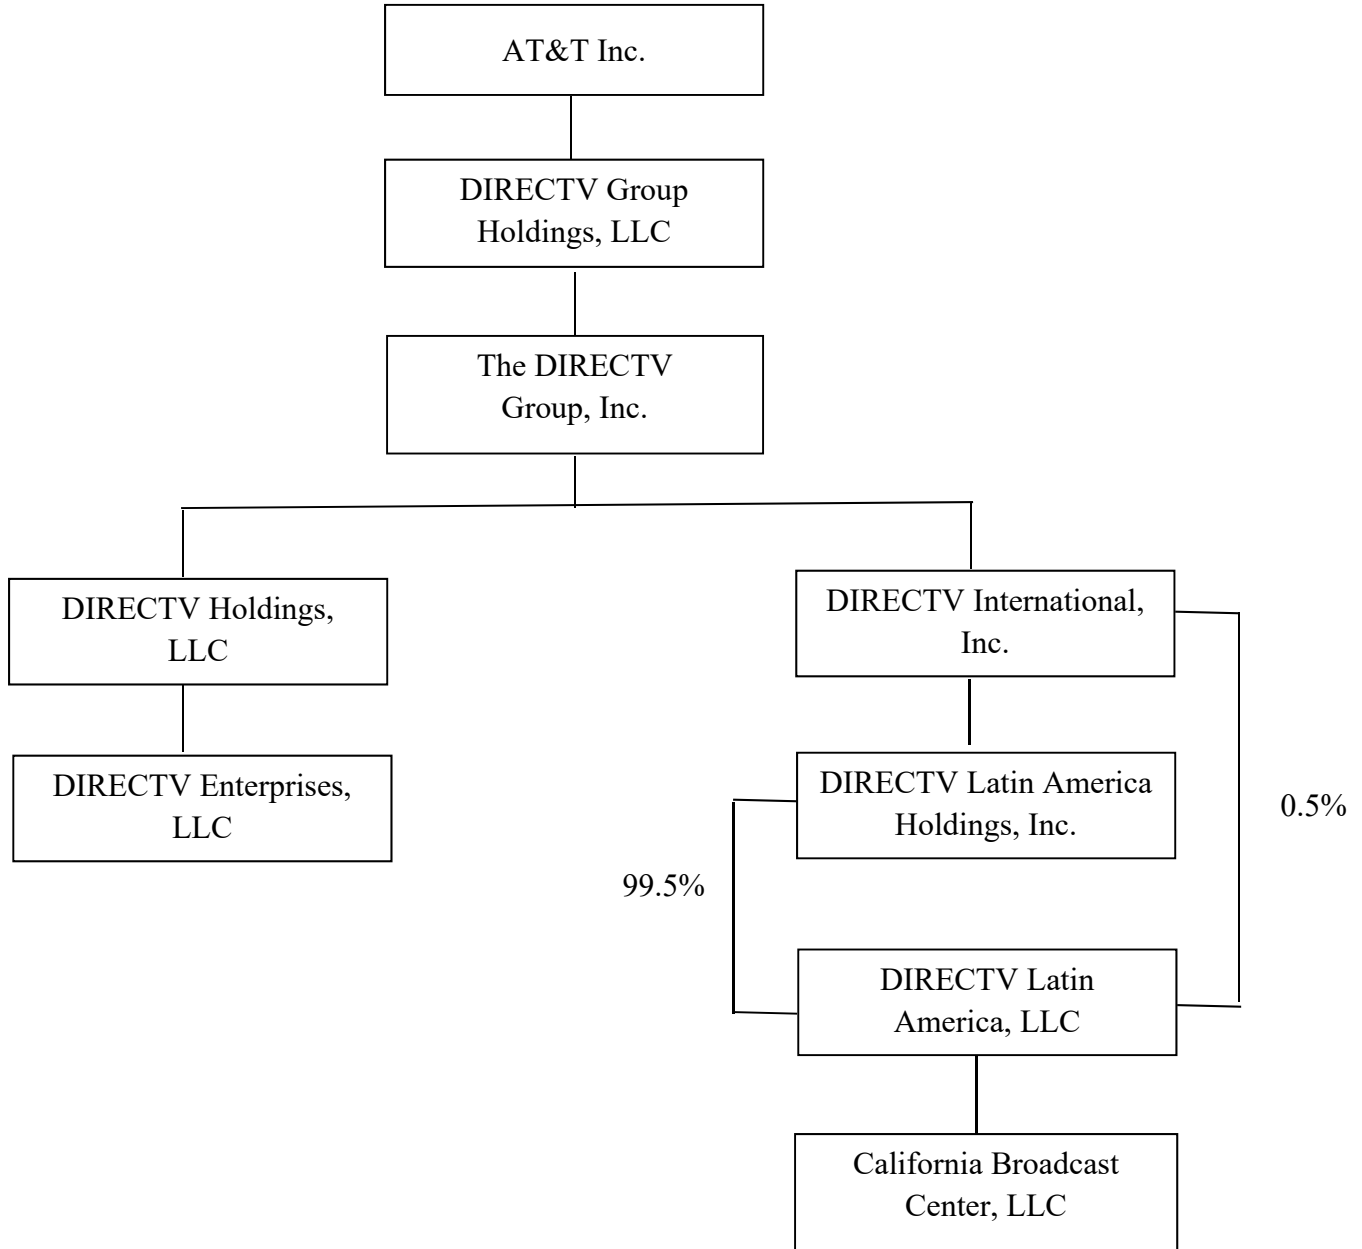 AT&T Inc.
DIRECTV Group
Holdings, LLC
The DIRECTV
Group, Inc.
DIRECTV Holdings,
LLC
DIRECTV International,
Inc.
DIRECTV Enterprises,
LLC
DIRECTV Latin America
Holdings, Inc.
0.5%
99.5%
DIRECTV Latin
America, LLC
California Broadcast
Center, LLC